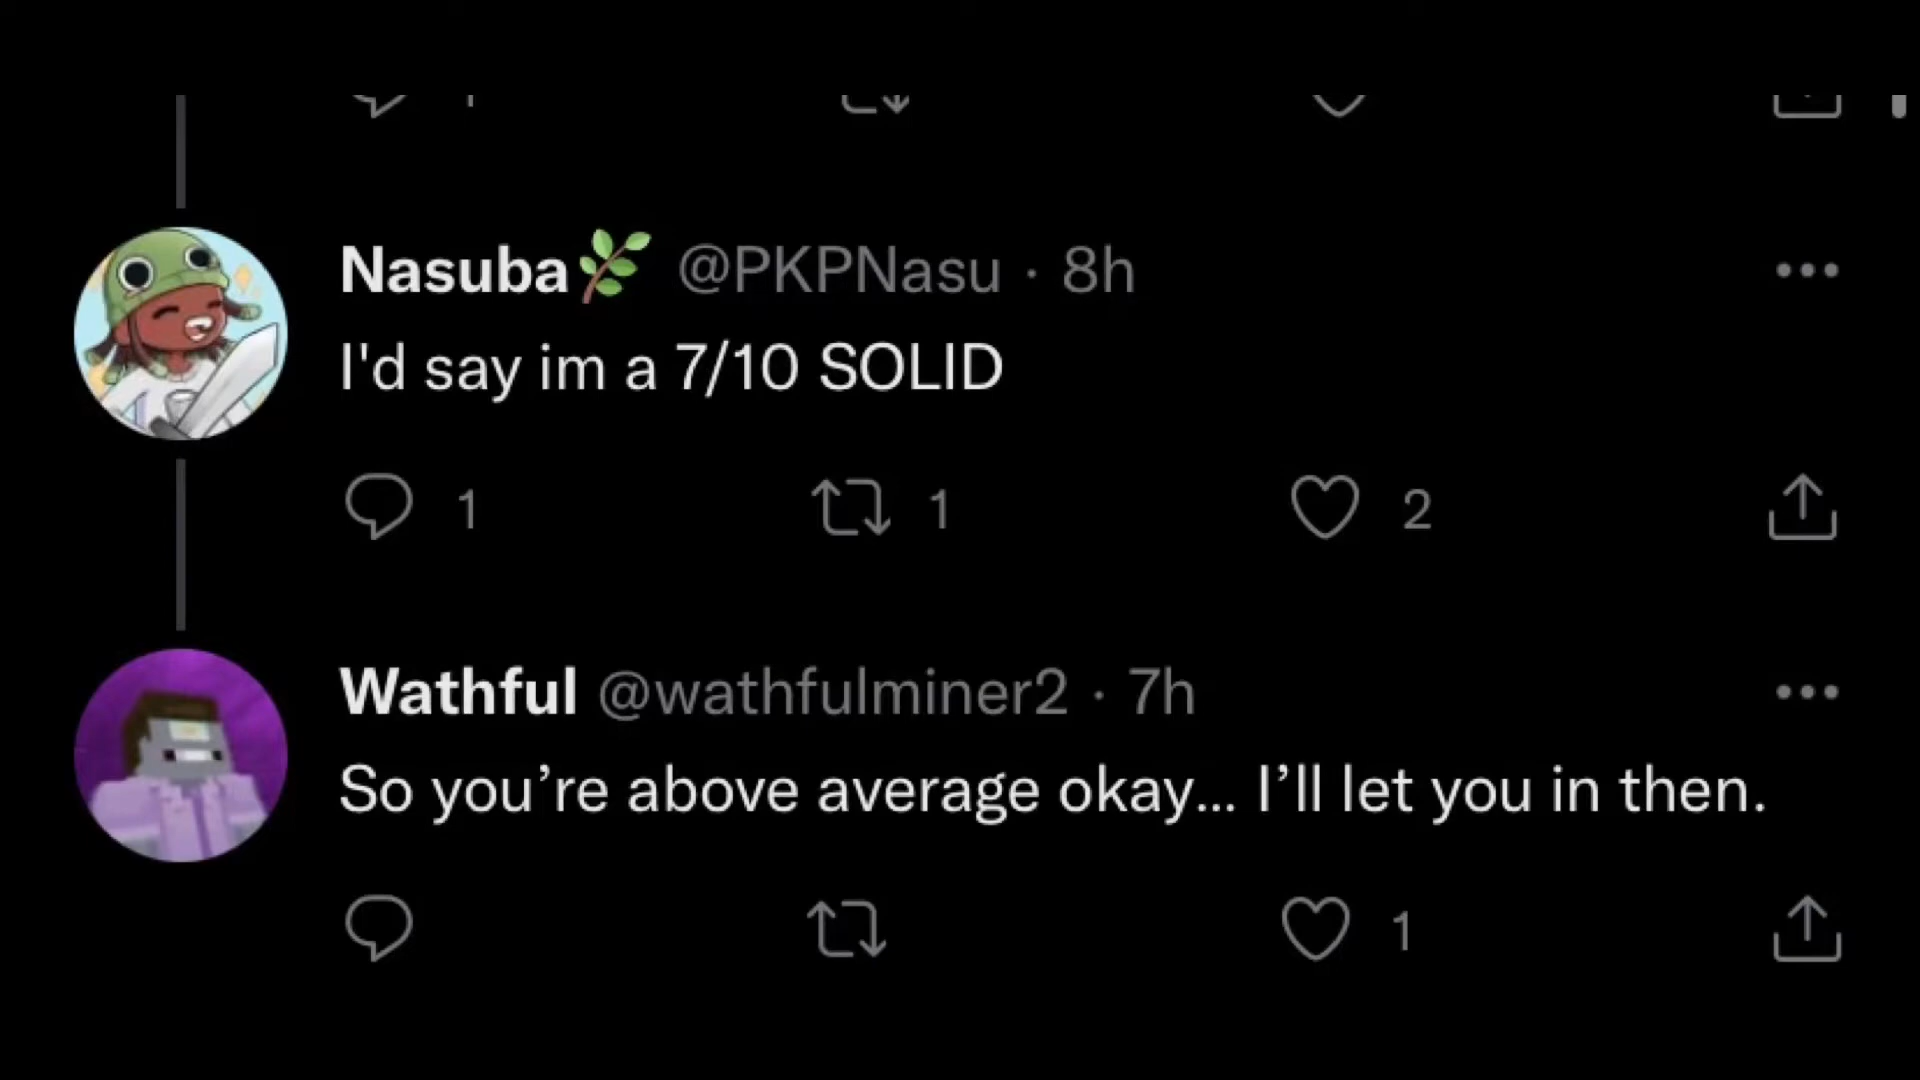 Nasuba🌿 @PKPNasu · 8h
I'd say im a 7/10 SOLID
1 1 2
Wathful @wathfulminer2 · 7h
So you’re above average okay... I’ll let you in then.
1